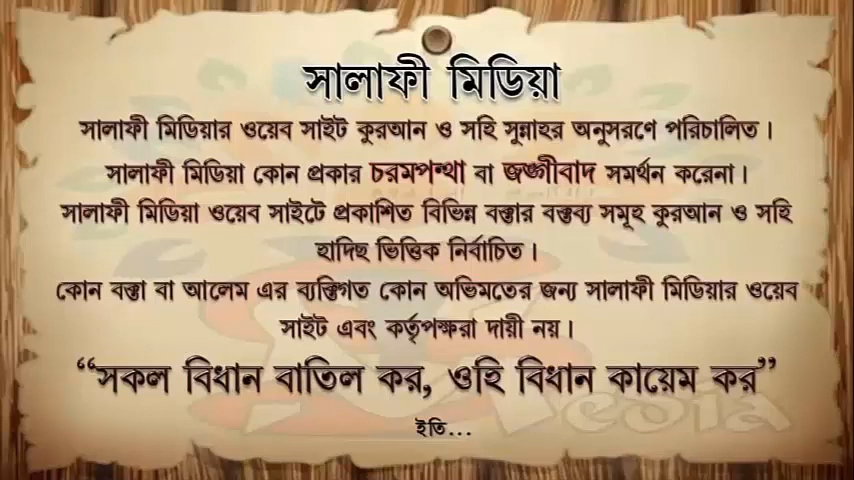 সালাফী মিডিয়া
সালাফী মিডিয়ার ওয়েব সাইট কুরআন ও সহি সুন্নাহর অনুসরণে পরিচালিত।
সালাফী মিডিয়া কোন প্রকার চরমপন্থা বা জঙ্গীবাদ সমর্থন করেনা।
সালাফী মিডিয়া ওয়েব সাইটে প্রকাশিত বিভিন্ন বক্তার বক্তব্য সমূহ কুরআন ও সহি
হাদিছ ভিত্তিক নির্বাচিত।
কোন বক্তা বা আলেম এর ব্যক্তিগত কোন অভিমতের জন্য সালাফী মিডিয়ার ওয়েব
সাইট এবং কর্তৃপক্ষরা দায়ী নয়।
“সকল বিধান বাতিল কর, ওহি বিধান কায়েম কর”
edia
ইতি...